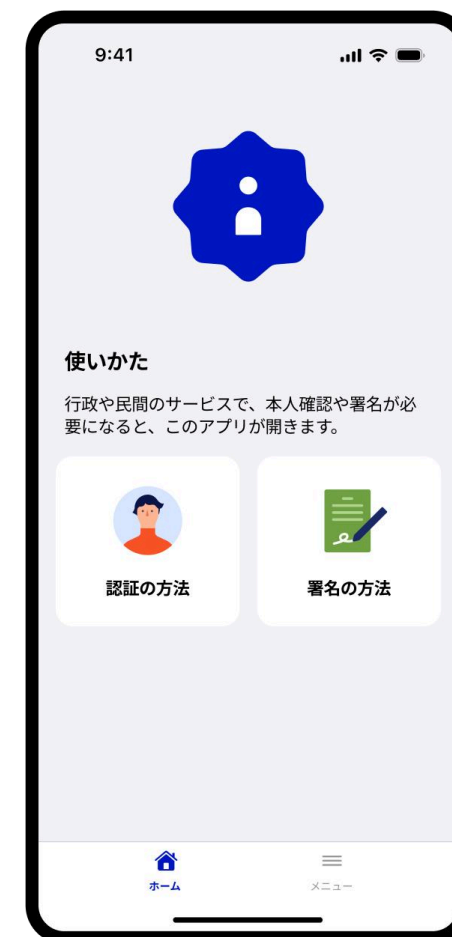 9:41
使いかた
行政や民間のサービスで、本人確認や署名が必
要になると、このアプリが開きます。
認証の方法
署名の方法
ホーム
メニュー